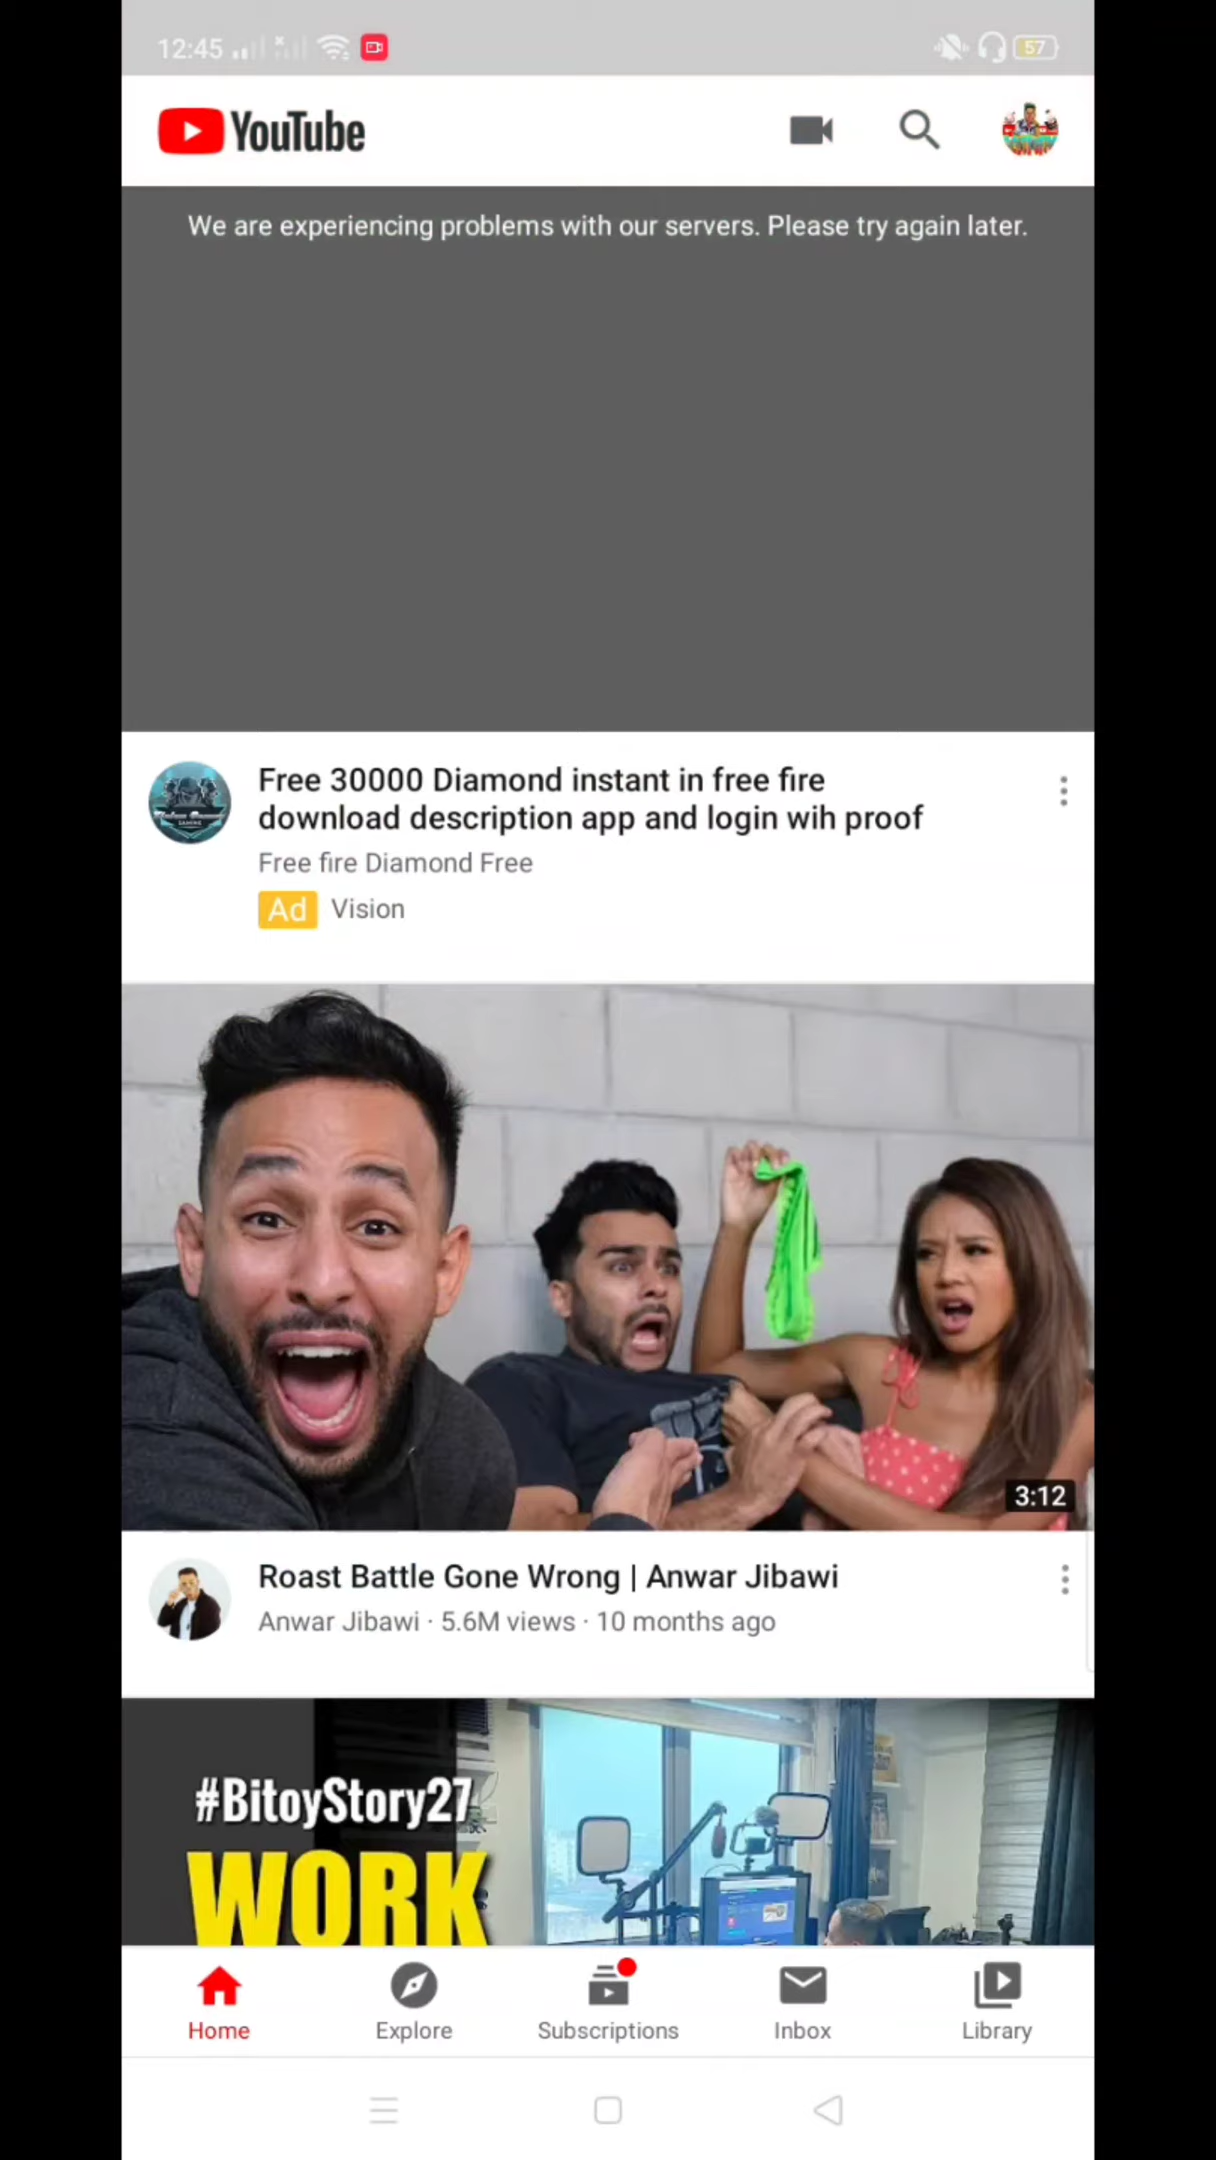 12:45
57
YouTube
We are experiencing problems with our servers. Please try again later.
Free 30000 Diamond instant in free fire
download description app and login wih proof
Free fire Diamond Free
Ad Vision
3:12
Roast Battle Gone Wrong | Anwar Jibawi
Anwar Jibawi · 5.6M views · 10 months ago
#BitoyStory27
WORK
Home
Explore
Subscriptions
Inbox
Library